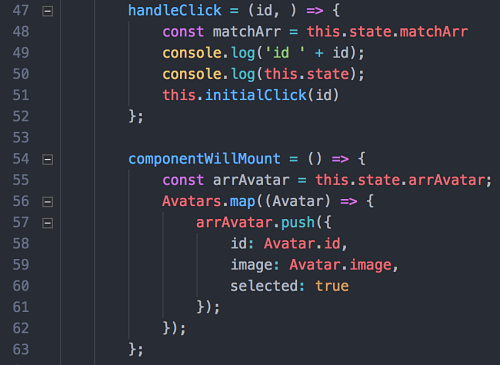 47 handleClick = (id, ) => {
48 const matchArr = this.state.matchArr
49 console.log('id ' + id);
50 console.log(this.state);
51 this.initialClick(id)
52 };
53
54 componentWillMount = () => {
55 const arrAvatar = this.state.arrAvatar;
56 Avatars.map((Avatar) => {
57 arrAvatar.push({
58 id: Avatar.id,
59 image: Avatar.image,
60 selected: true
61 });
62 });
63 };